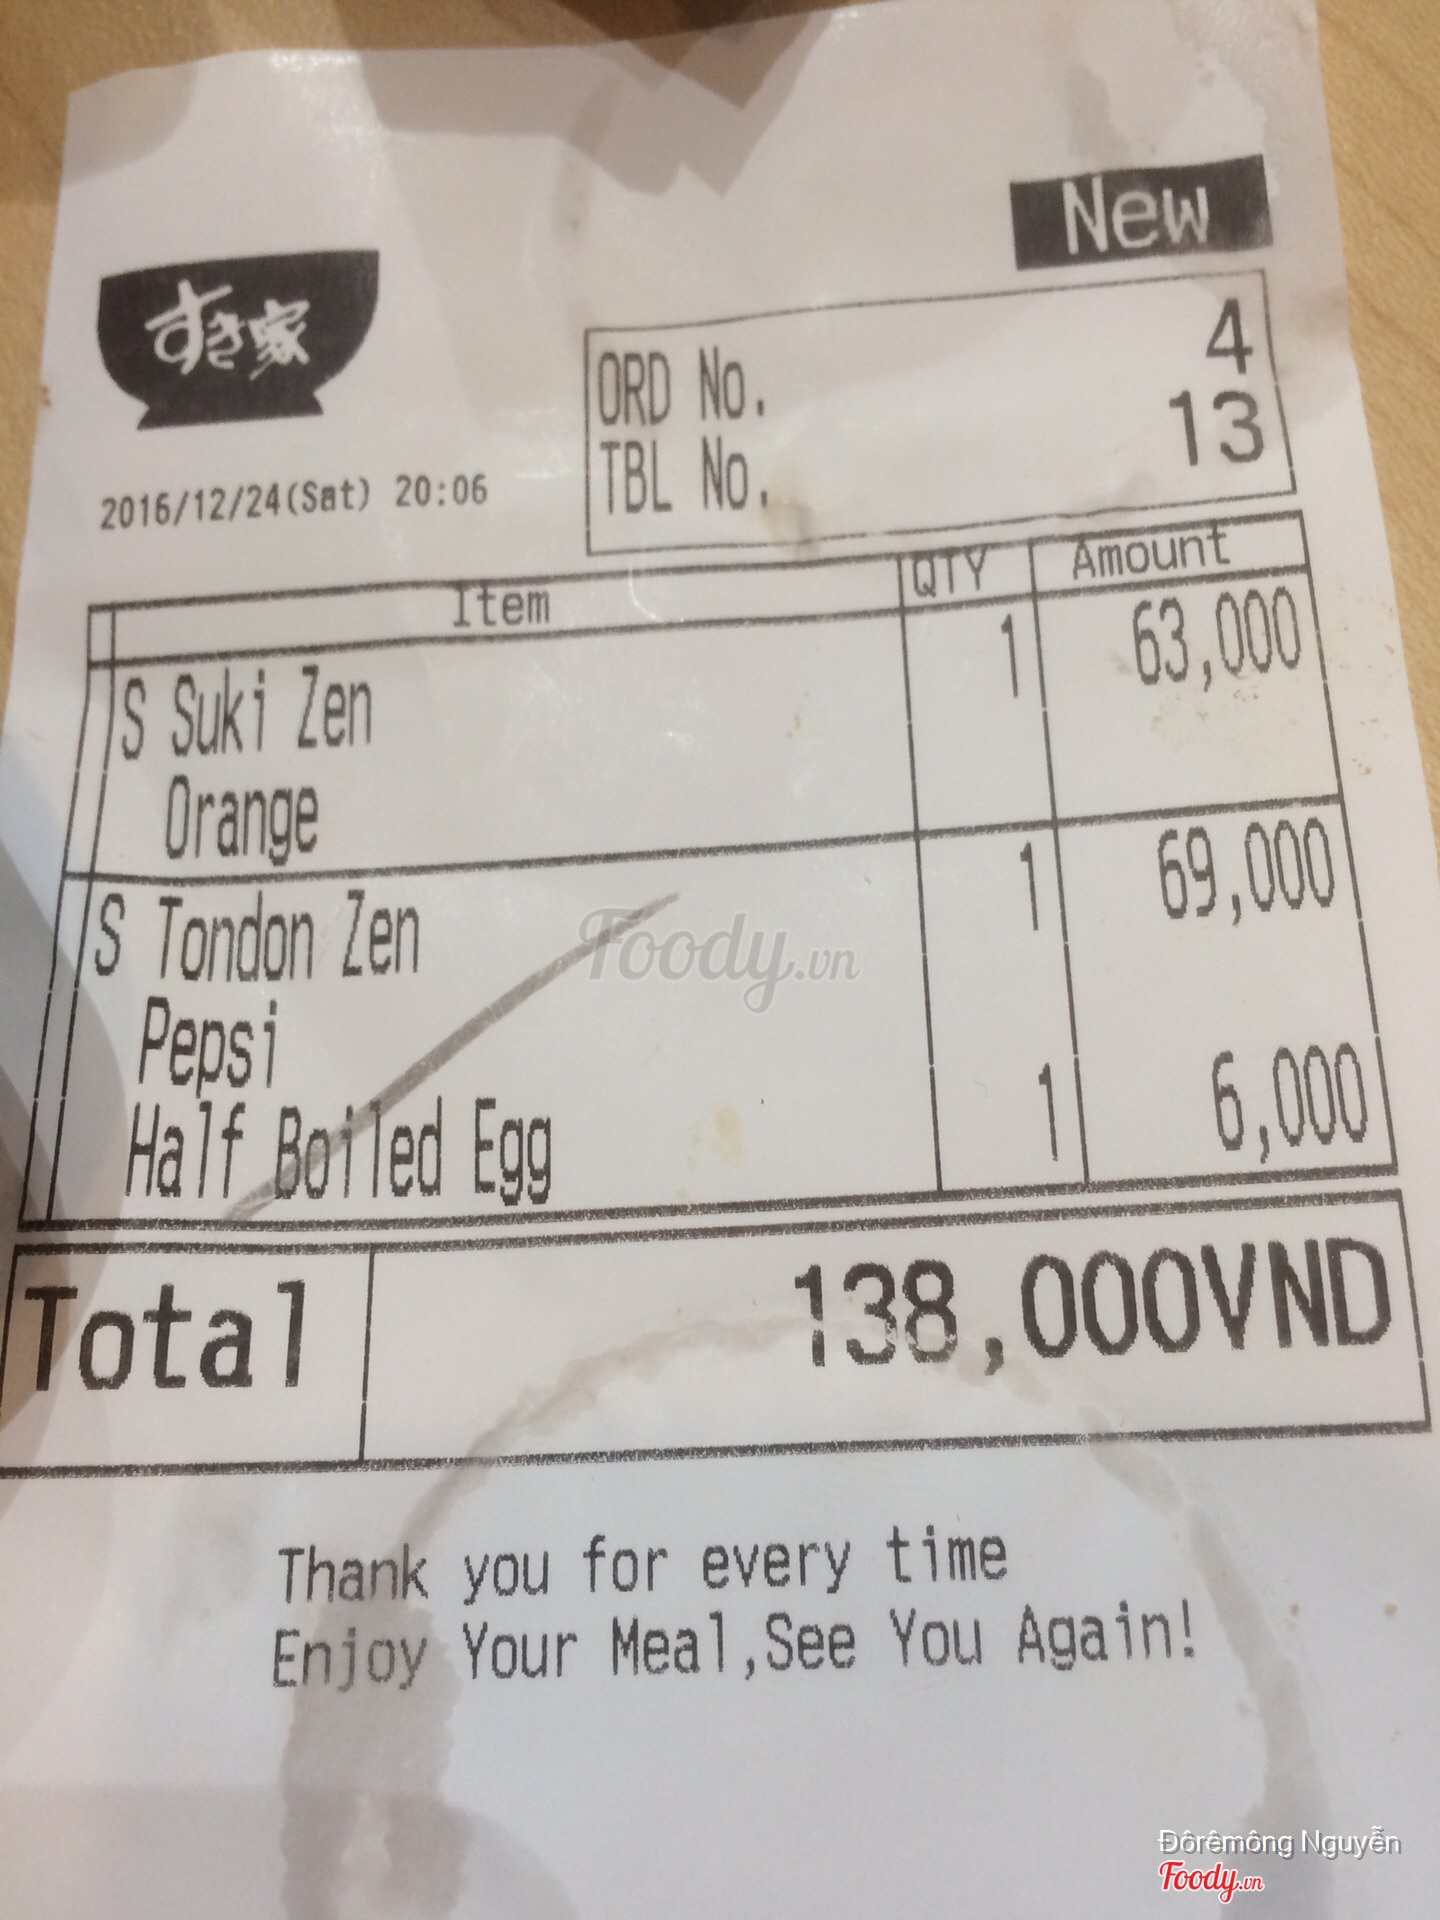 New
すき家
ORD No. 4
TBL No. 13
2016/12/24(Sat) 20:06
Item QTY Amount
S Suki Zen 1 63,000
Orange
S Tondon Zen 1 69,000
Pepsi
Half Boiled Egg 1 6,000
Total 138,000VND
Thank you for every time
Enjoy Your Meal,See You Again!
Foody.vn
Đôrêmông Nguyễn
Foody.vn